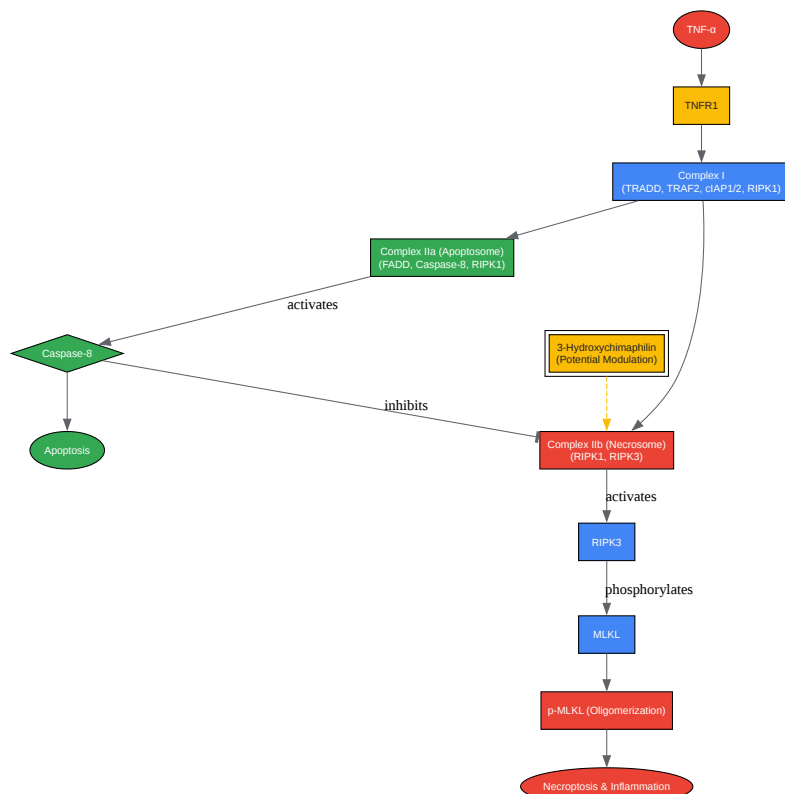 TNF-α
TNFR1
Complex I
(TRADD, TRAF2, cIAP1/2, RIPK1)
Complex IIa (Apoptosome)
(FADD, Caspase-8, RIPK1)
activates
Caspase-8
3-Hydroxychimaphilin
(Potential Modulation)
inhibits
Apoptosis
Complex IIb (Necrosome)
(RIPK1, RIPK3)
activates
RIPK3
phosphorylates
MLKL
p-MLKL (Oligomerization)
Necroptosis & Inflammation